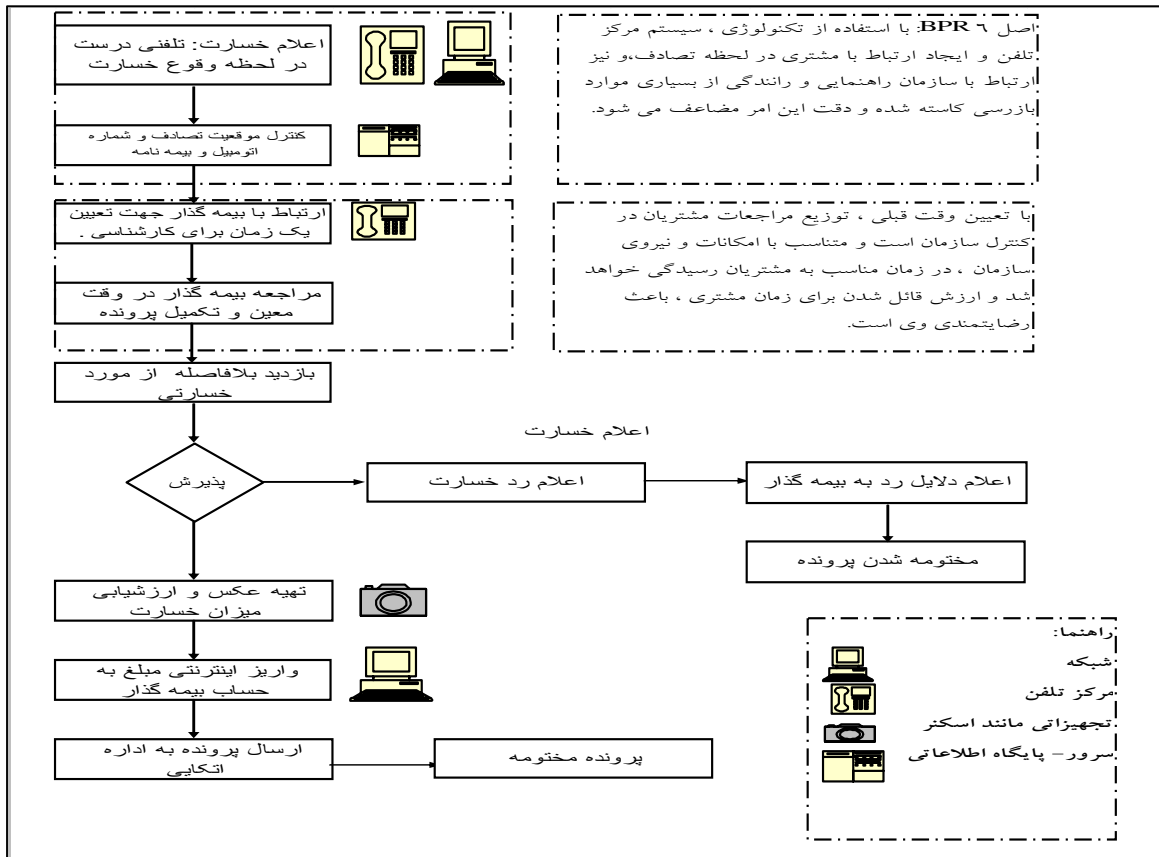 اعلام خسارت: تلفنی درست
در لحظه وقوع خسارت
کنترل موقعیت تصادف و شماره
اتومبیل و بیمه نامه
اصل ٦ BPR: با استفاده از تکنولوژی ، سیستم مرکز
تلفن و ایجاد ارتباط با مشتری در لحظه تصادف،و نیز
ارتباط با سازمان راهنمایی و رانندگی از بسیاری موارد
بازرسی کاسته شده و دقت این امر مضاعف می شود.
ارتباط با بیمه گذار جهت تعیین
یک زمان برای کارشناسی .
مراجعه بیمه گذار در وقت
معین و تکمیل پرونده
با تعیین وقت قبلی ، توزیع مراجعات مشتریان در
کنترل سازمان است و متناسب با امکانات و نیروی
سازمان ، در زمان مناسب به مشتریان رسیدگی خواهد
شد و ارزش قائل شدن برای زمان مشتری ، باعث
رضایتمندی وی است.
بازدید بلافاصله از مورد
خسارتی
اعلام خسارت
پذیرش
اعلام رد خسارت
اعلام دلایل رد به بیمه گذار
مختومه شدن پرونده
تهیه عکس و ارزشیابی
میزان خسارت
واریز اینترنتی مبلغ به
حساب بیمه گذار
ارسال پرونده به اداره
اتکایی
پرونده مختومه
راهنما:
شبکه
مرکز تلفن
تجهیزاتی مانند اسکنر
سرور- پایگاه اطلاعاتی